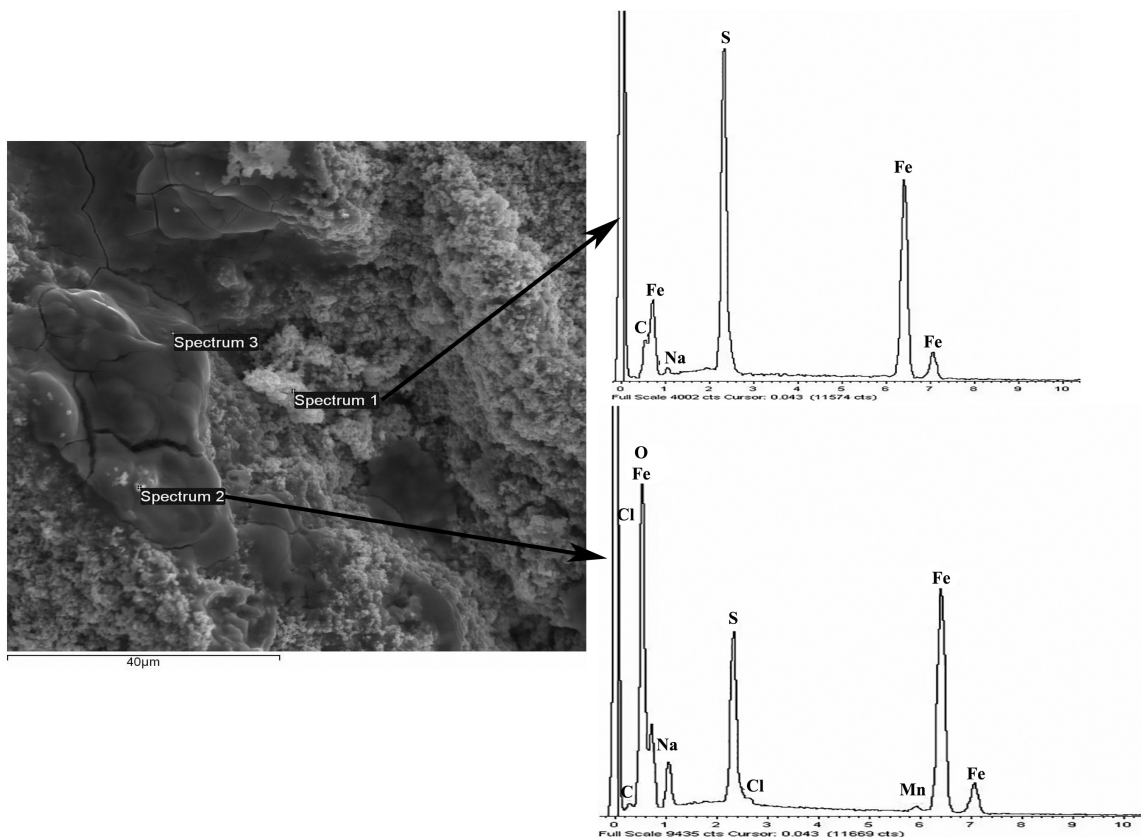 Spectrum 3
Spectrum 1
Spectrum 2
40µm
S
Fe
Fe
C
Na
Fe
0 1 2 3 4 5 6 7 8 9 10
Full Scale 4002 cts Cursor: 0.043 (11574 cts)
O
Fe
Cl
Fe
S
Na
C
Cl
Mn
Fe
0 1 2 3 4 5 6 7 8 9 10
Full Scale 9435 cts Cursor: 0.043 (11669 cts)